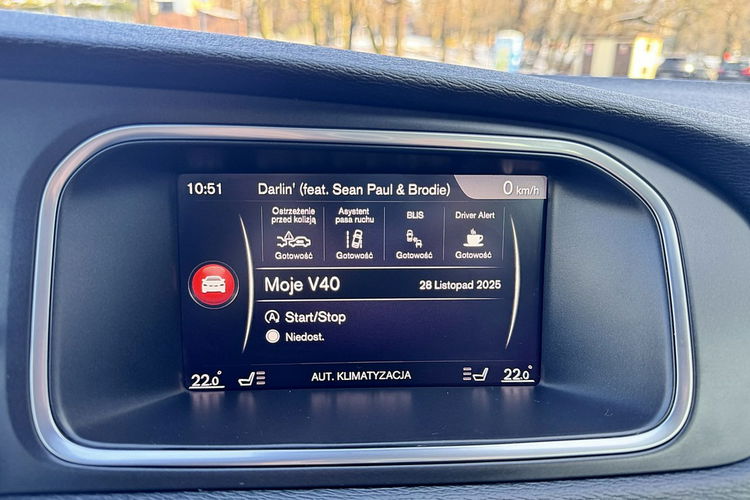 10:51 Darlin' (feat. Sean Paul & Brodie) 0 km/h
Ostrzeżenie
przed kolizją
Gotowość
Asystent
pasa ruchu
Gotowość
BLIS
Gotowość
Driver Alert
Gotowość
Moje V40 28 Listopad 2025
A Start/Stop
Niedost.
22.0° AUT. KLIMATYZACJA 22.0°